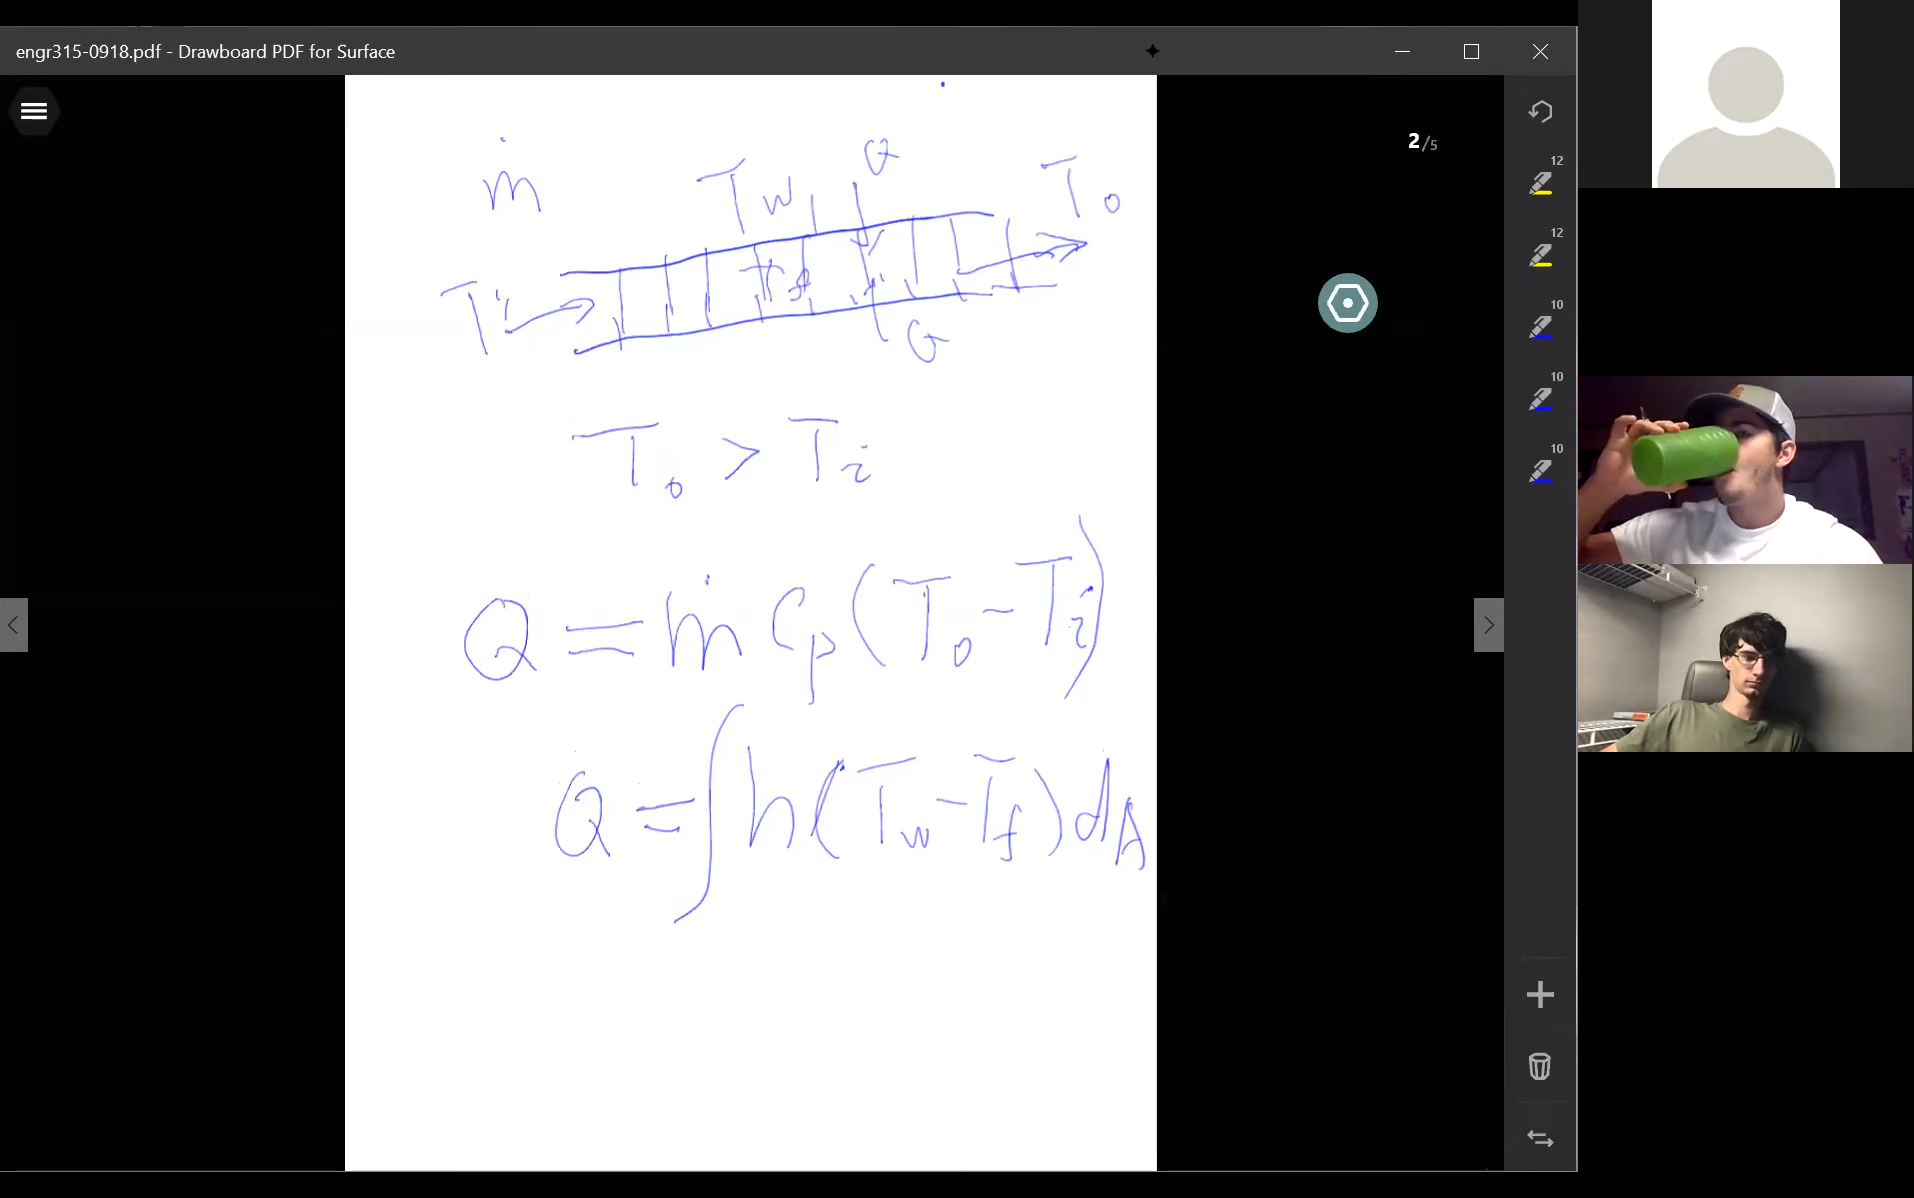 engr315-0918.pdf - Drawboard PDF for Surface
2/5
12
12
10
10
10
ṁ
Tw
Q
To
Ti
Tf
Q
To > Ti
Q = ṁ Cp (To - Ti)
Q = ∫ h (Tw - Tf) dA